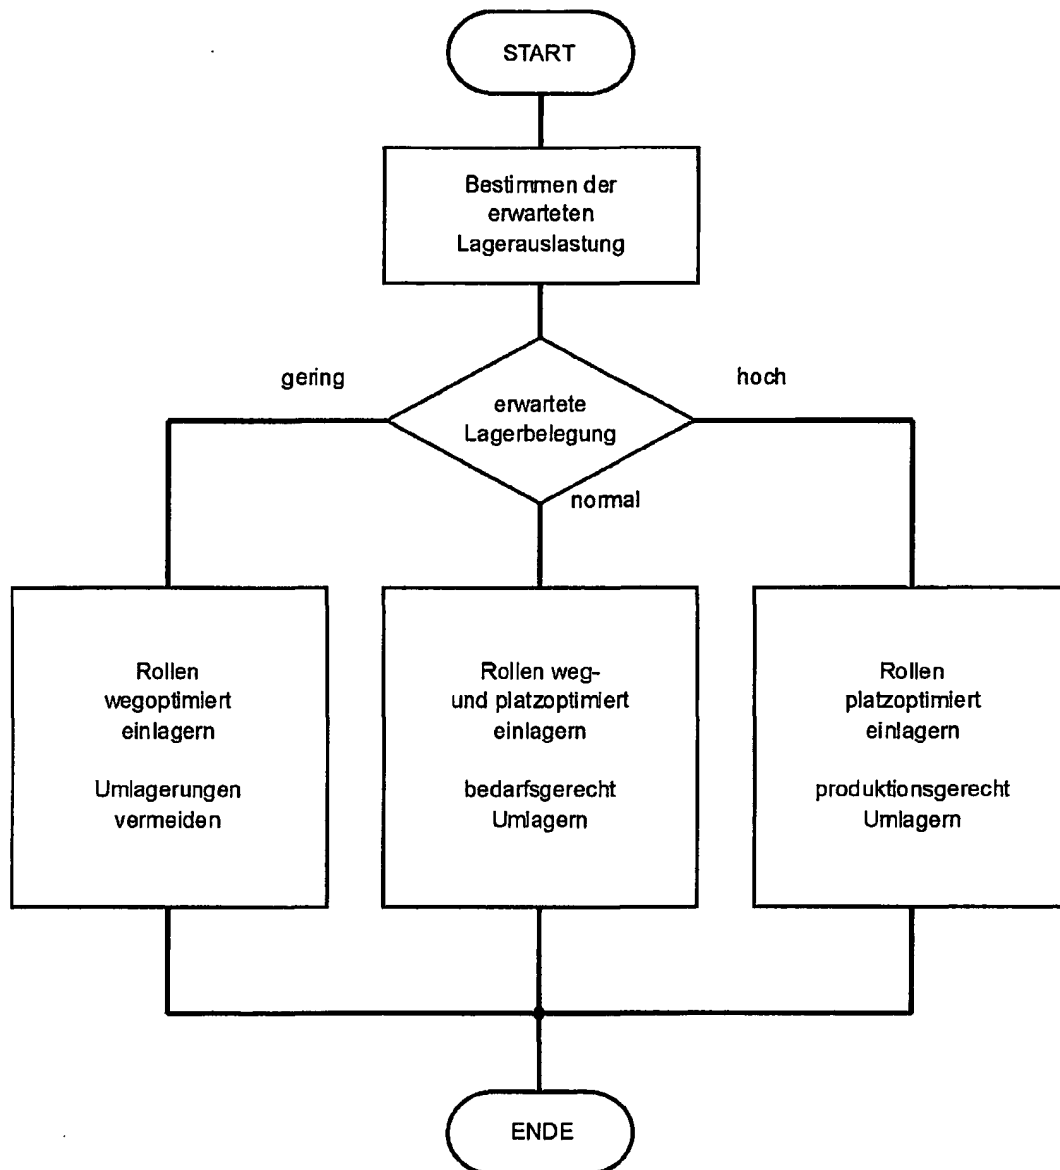 START
Bestimmen der
erwarteten
Lagerauslastung
gering
hoch
erwartete
Lagerbelegung
normal
Rollen
wegoptimiert
einlagern
Umlagerungen
vermeiden
Rollen weg-
und platzoptimiert
einlagern
bedarfsgerecht
Umlagern
Rollen
platzoptimiert
einlagern
produktionsgerecht
Umlagern
ENDE